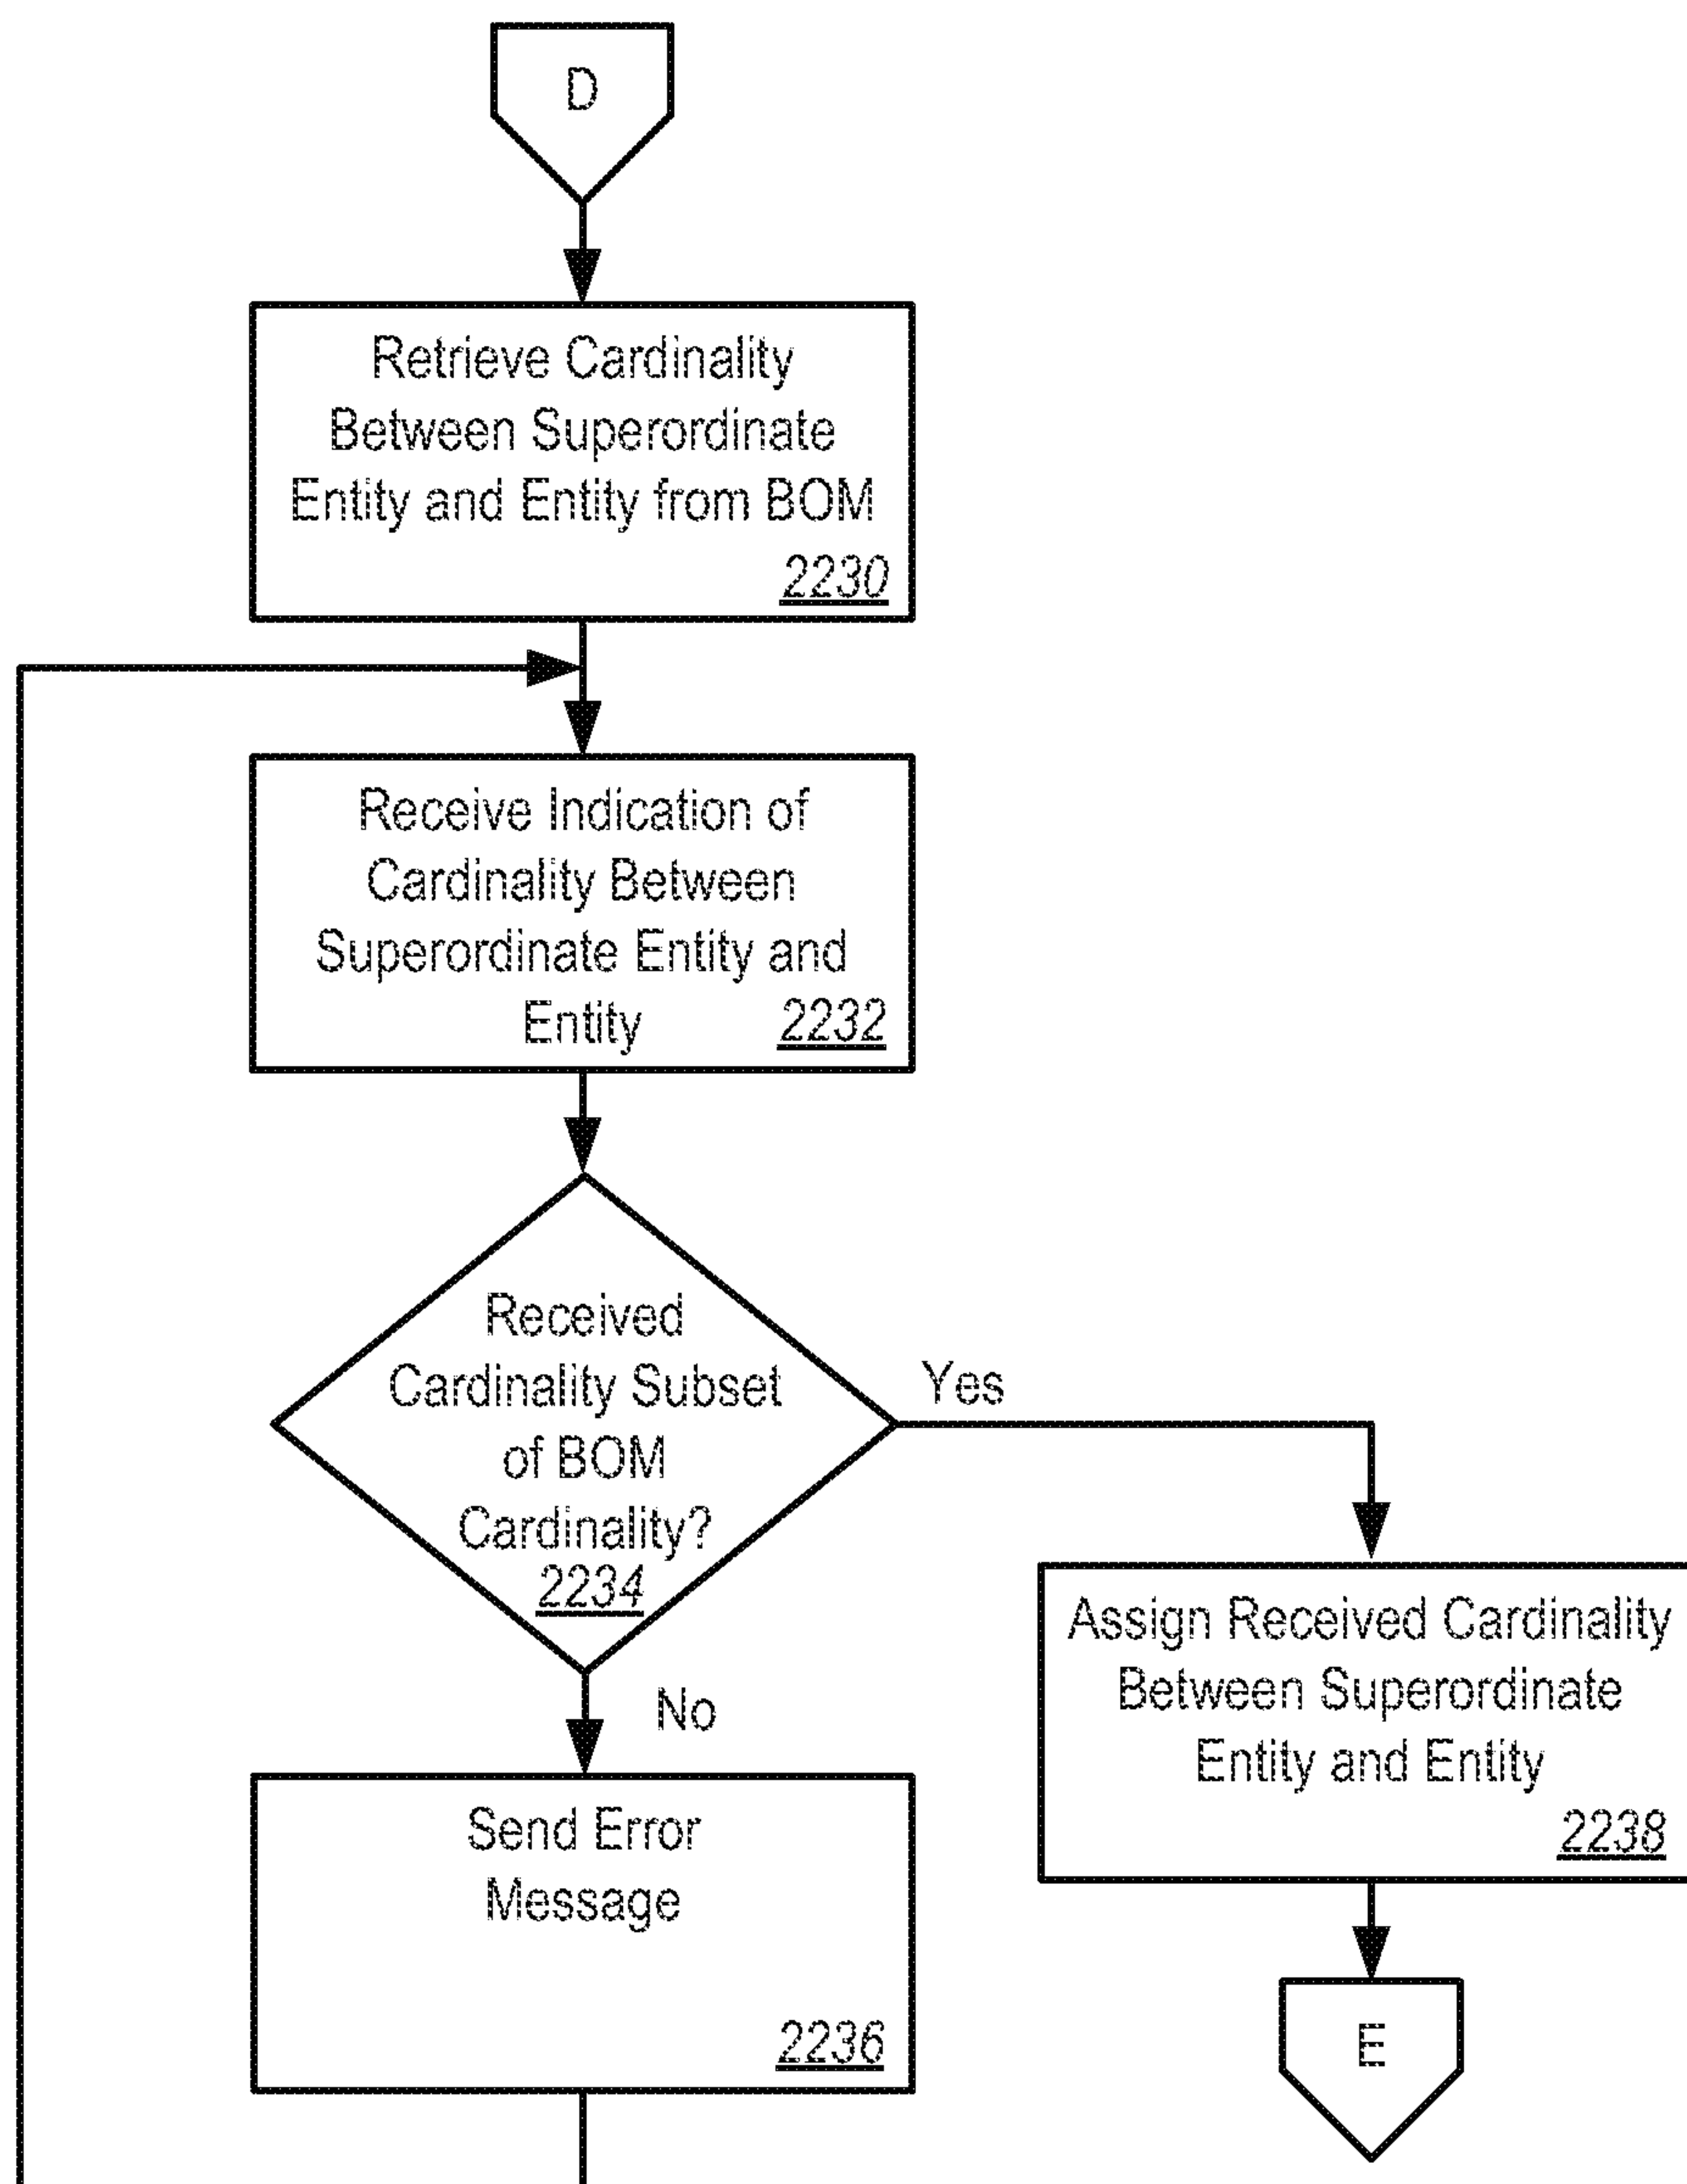 D
Retrieve Cardinality
Between Superordinate
Entity and Entity from BOM
2230
Receive Indication of
Cardinality Between
Superordinate Entity and
Entity 2232
Received
Cardinality Subset
of BOM
Cardinality?
2234
Yes
No
Send Error
Message
2236
Assign Received Cardinality
Between Superordinate
Entity and Entity
2238
E